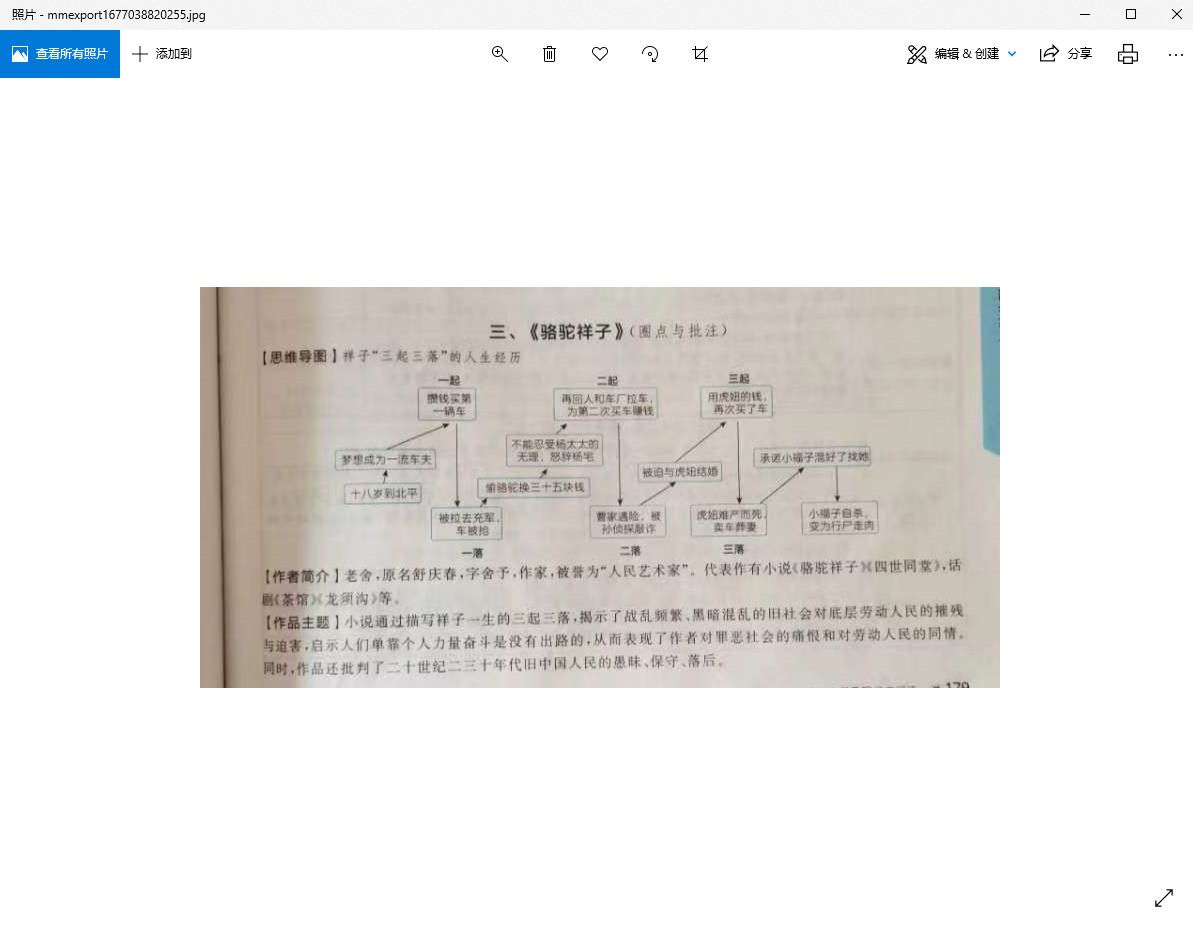 照片 - mmexport1677038820255.jpg
查看所有照片
添加到
编辑 & 创建
分享
三、《骆驼祥子》(圈点与批注)
【思维导图】祥子“三起三落”的人生经历
一起
二起
三起
攒钱买第
一辆车
再回人和车厂拉车,
为第二次买车赚钱
用虎妞的钱,
再次买了车
梦想成为一流车夫
不能忍受杨太太的
无理, 怒辞杨宅
被迫与虎妞结婚
承诺小福子混好了找她
十八岁到北平
偷骆驼换三十五块钱
被拉去充军,
车被抢
曹家遇险, 被
孙侦探敲诈
虎妞难产而死,
卖车葬妻
小福子自杀,
变为行尸走肉
一落
二落
三落
【作者简介】老舍,原名舒庆春,字舍予,作家,被誉为“人民艺术家”。代表作有小说《骆驼祥子》《四世同堂》,话
剧《茶馆》《龙须沟》等。
【作品主题】小说通过描写祥子一生的三起三落,揭示了战乱频繁、黑暗混乱的旧社会对底层劳动人民的摧残
与迫害,启示人们单靠个人力量奋斗是没有出路的,从而表现了作者对罪恶社会的痛恨和对劳动人民的同情。
同时,作品还批判了二十世纪二三十年代旧中国人民的愚昧、保守、落后。
179